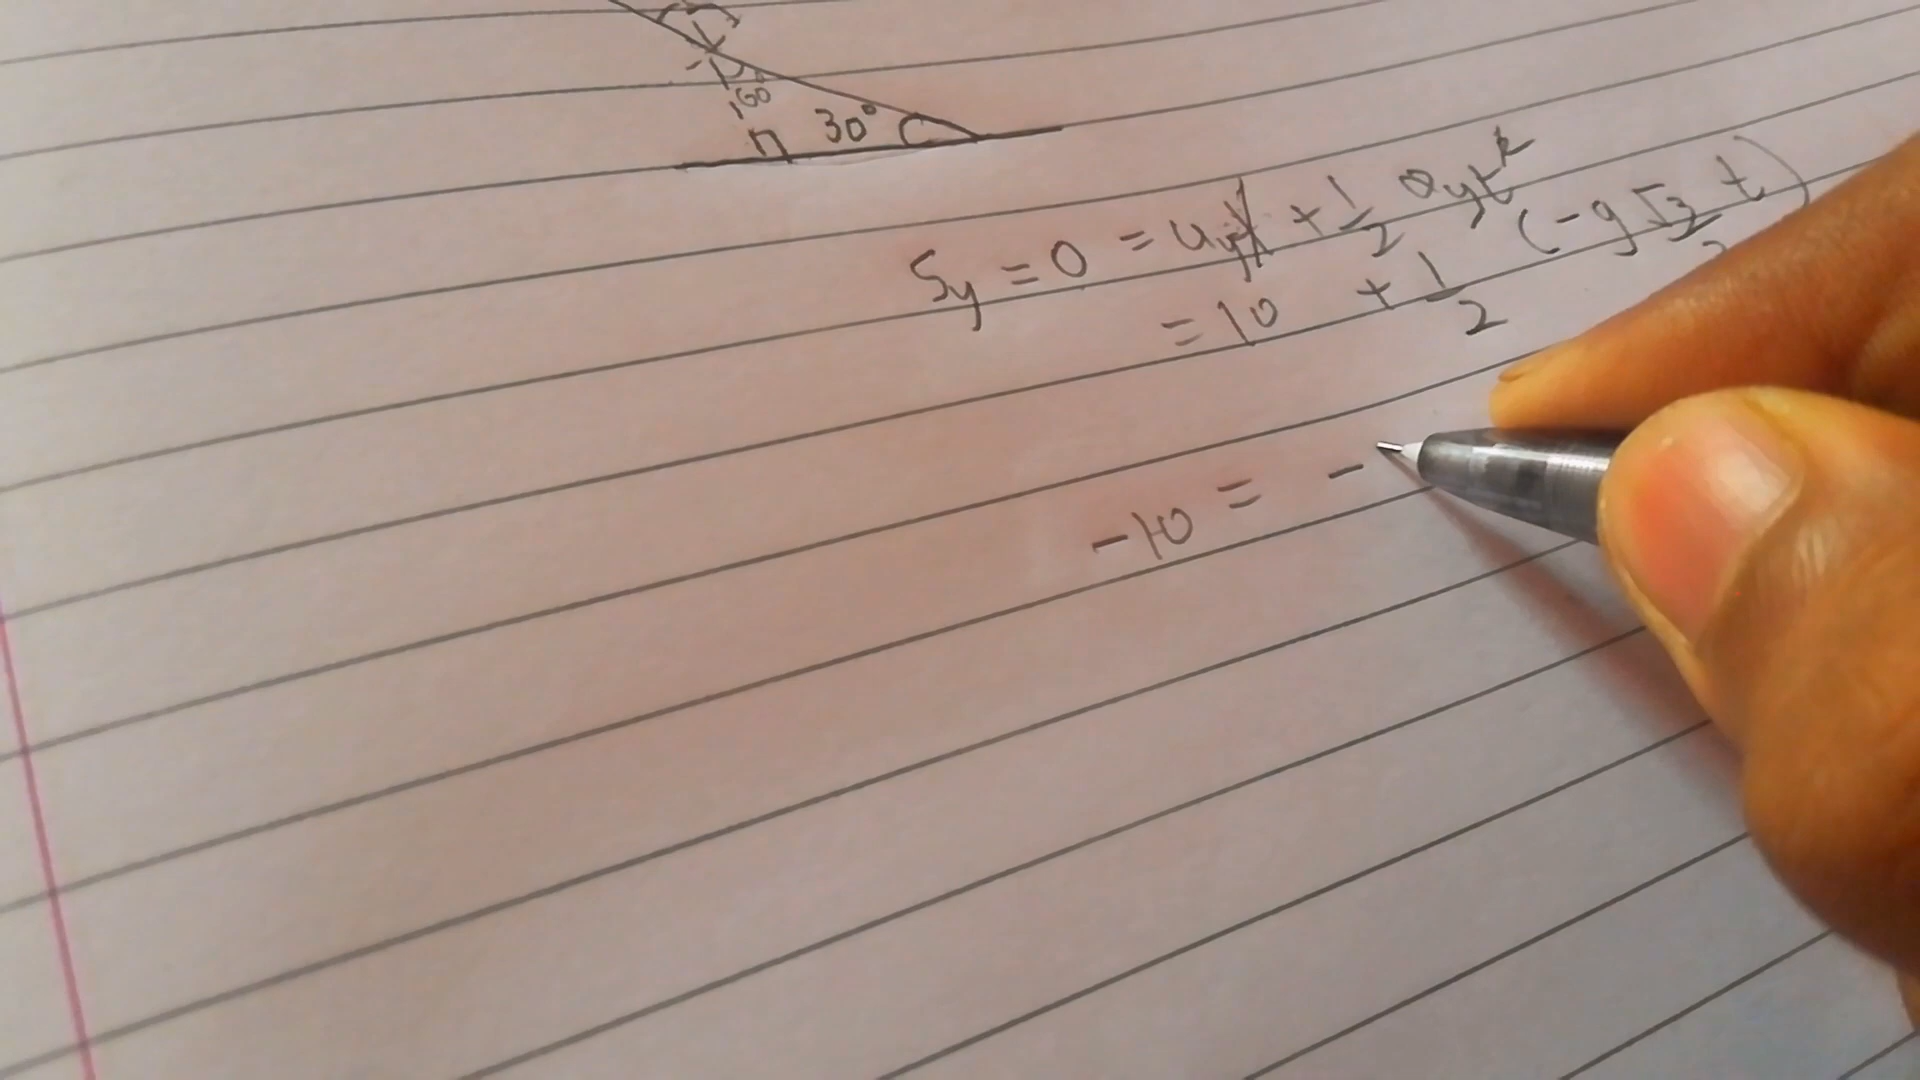 60
30°
Sy = 0 = uyt + 1/2 ayt²
= 10 + 1/2 (-g √3/2 t)
-10 = -